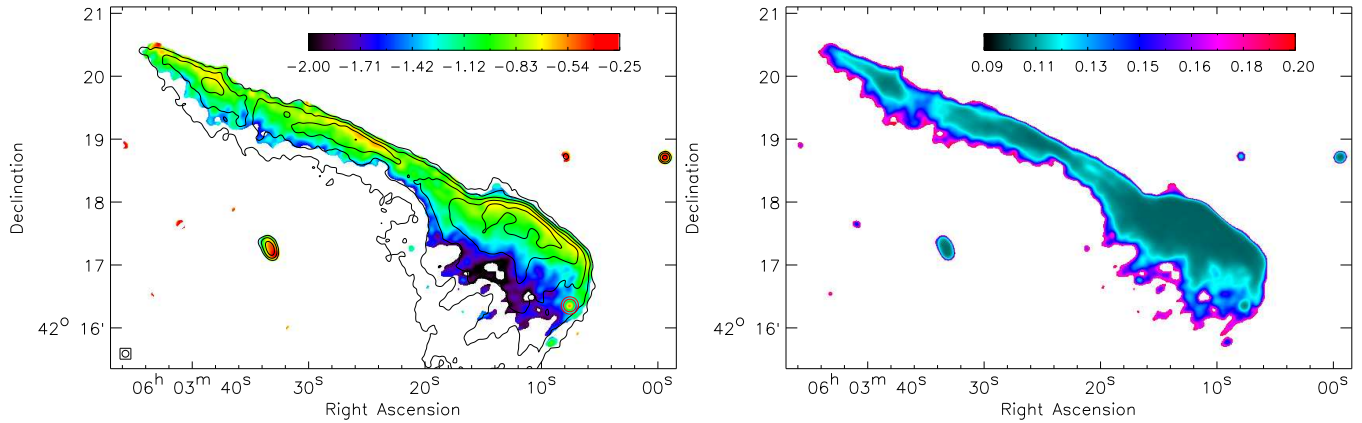 21
20
19
18
17
42° 16'
Declination
−2.00 −1.71 −1.42 −1.12 −0.83 −0.54 −0.25
06ʰ 03ᵐ 40ˢ 30ˢ 20ˢ 10ˢ 00ˢ
Right Ascension
21
20
19
18
17
42° 16'
Declination
0.09 0.11 0.13 0.15 0.16 0.18 0.20
06ʰ 03ᵐ 40ˢ 30ˢ 20ˢ 10ˢ 00ˢ
Right Ascension